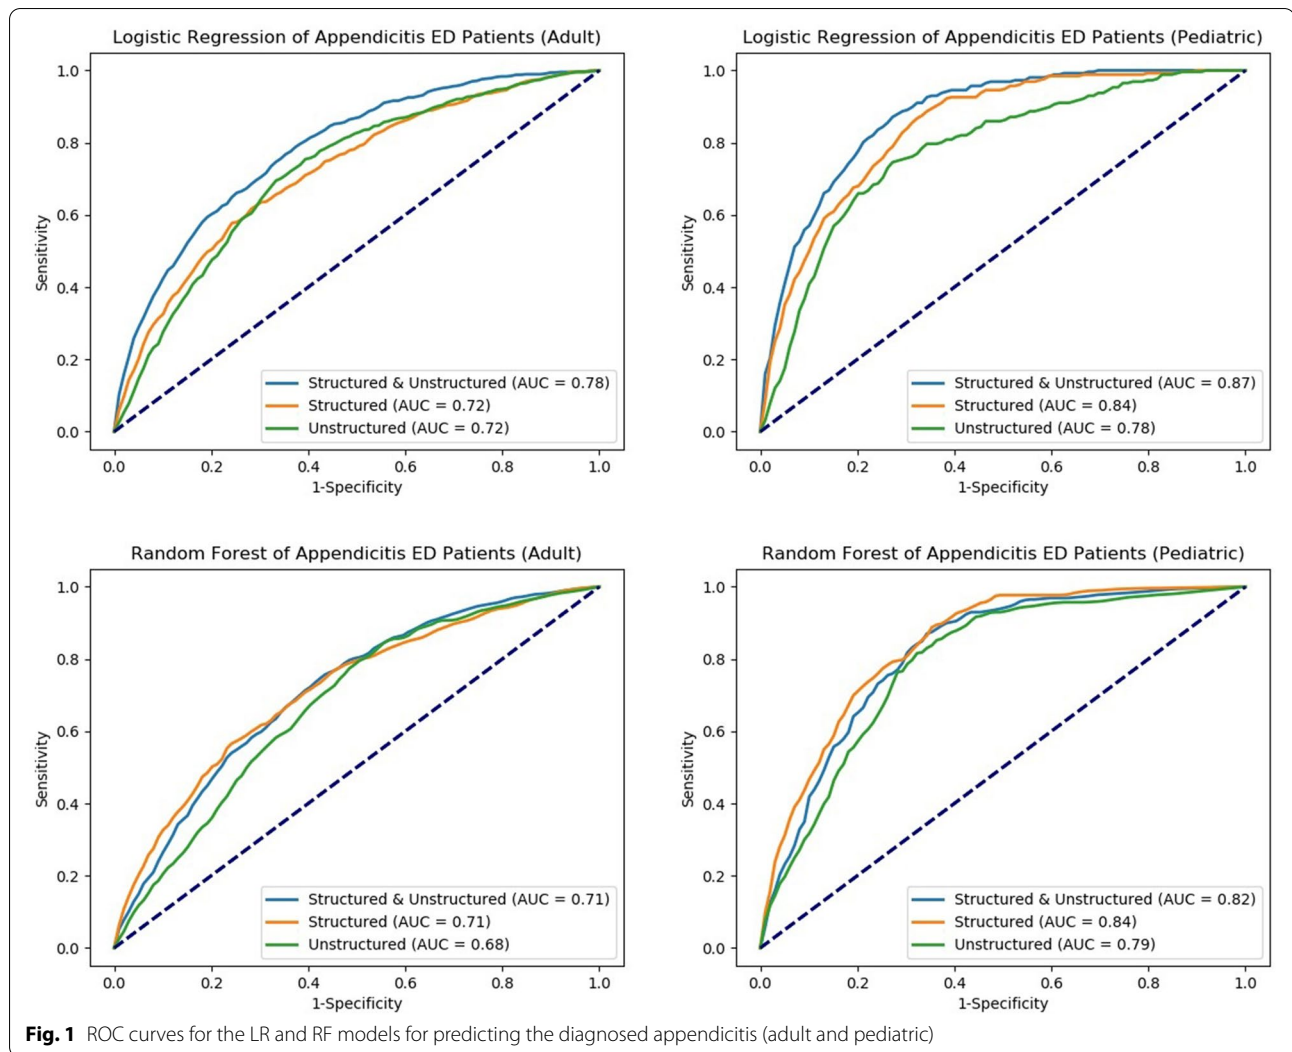 Logistic Regression of Appendicitis ED Patients (Adult)
1.0
0.8
0.6
0.4
0.2
0.0
Sensitivity
Structured & Unstructured (AUC = 0.78)
Structured (AUC = 0.72)
Unstructured (AUC = 0.72)
0.0 0.2 0.4 0.6 0.8 1.0
1-Specificity
Logistic Regression of Appendicitis ED Patients (Pediatric)
1.0
0.8
0.6
0.4
0.2
0.0
Sensitivity
Structured & Unstructured (AUC = 0.87)
Structured (AUC = 0.84)
Unstructured (AUC = 0.78)
0.0 0.2 0.4 0.6 0.8 1.0
1-Specificity
Random Forest of Appendicitis ED Patients (Adult)
1.0
0.8
0.6
0.4
0.2
0.0
Sensitivity
Structured & Unstructured (AUC = 0.71)
Structured (AUC = 0.71)
Unstructured (AUC = 0.68)
0.0 0.2 0.4 0.6 0.8 1.0
1-Specificity
Random Forest of Appendicitis ED Patients (Pediatric)
1.0
0.8
0.6
0.4
0.2
0.0
Sensitivity
Structured & Unstructured (AUC = 0.82)
Structured (AUC = 0.84)
Unstructured (AUC = 0.79)
0.0 0.2 0.4 0.6 0.8 1.0
1-Specificity
Fig. 1 ROC curves for the LR and RF models for predicting the diagnosed appendicitis (adult and pediatric)